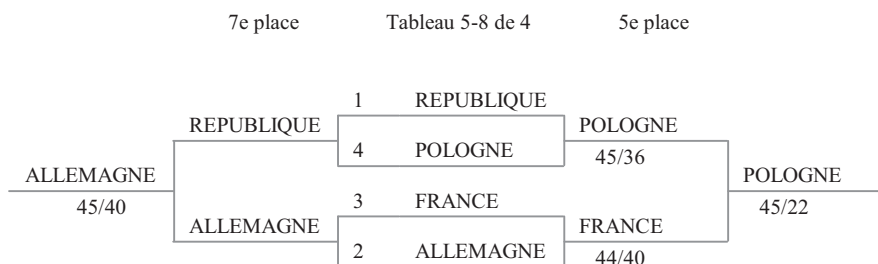 7e place Tableau 5-8 de 4 5e place
1 REPUBLIQUE
REPUBLIQUE POLOGNE
4 POLOGNE 45/36
ALLEMAGNE POLOGNE
45/40 3 FRANCE 45/22
ALLEMAGNE FRANCE
2 ALLEMAGNE 44/40